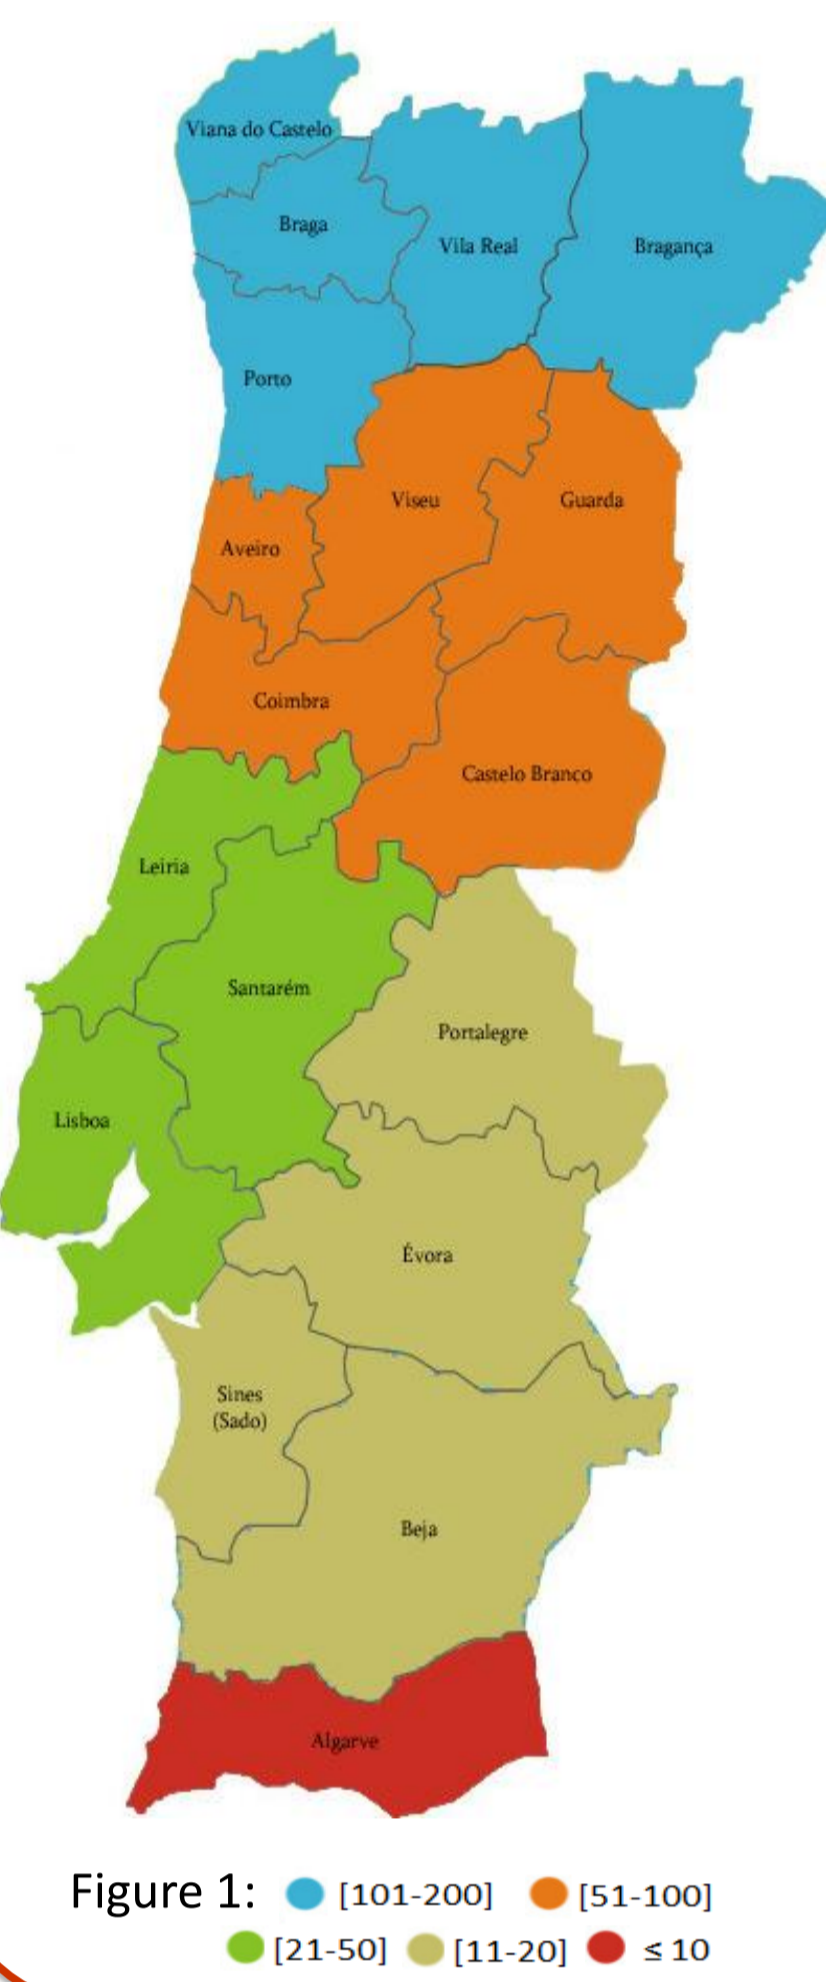 Viana do Castelo
Braga
Vila Real
Bragança
Porto
Viseu
Guarda
Aveiro
Coimbra
Castelo Branco
Leiria
Santarém
Portalegre
Lisboa
Évora
Sines
(Sado)
Beja
Algarve
Figure 1: [101-200] [51-100]
[21-50] [11-20] ≤ 10